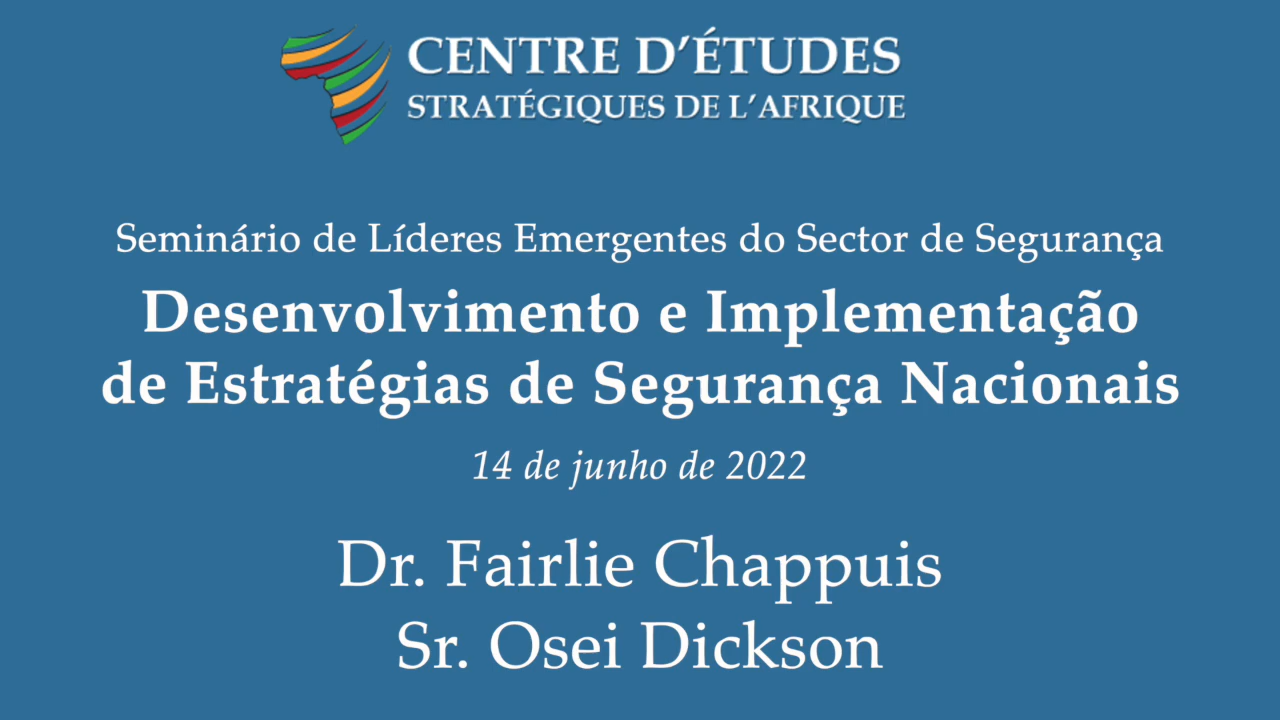 CENTRE D’ÉTUDES
STRATÉGIQUES DE L’AFRIQUE
Seminário de Líderes Emergentes do Sector de Segurança
Desenvolvimento e Implementação
de Estratégias de Segurança Nacionais
14 de junho de 2022
Dr. Fairlie Chappuis
Sr. Osei Dickson